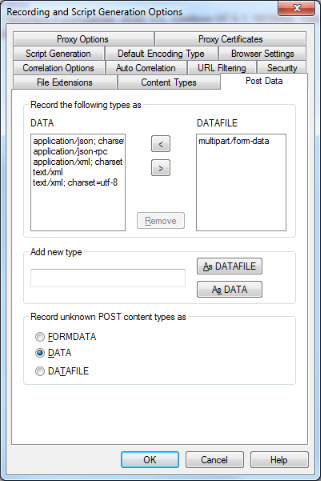 Recording and Script Generation Options
Proxy Options
Proxy Certificates
Script Generation
Default Encoding Type
Browser Settings
Correlation Options
Auto Correlation
URL Filtering
Security
File Extensions
Content Types
Post Data
Record the following types as
DATA
DATAFILE
application/json; charset
application/json-rpc
application/xml; charset
text/xml
text/xml; charset=utf-8
<
>
multipart/form-data
Remove
Add new type
As DATAFILE
As DATA
Record unknown POST content types as
FORMDATA
DATA
DATAFILE
OK
Cancel
Help